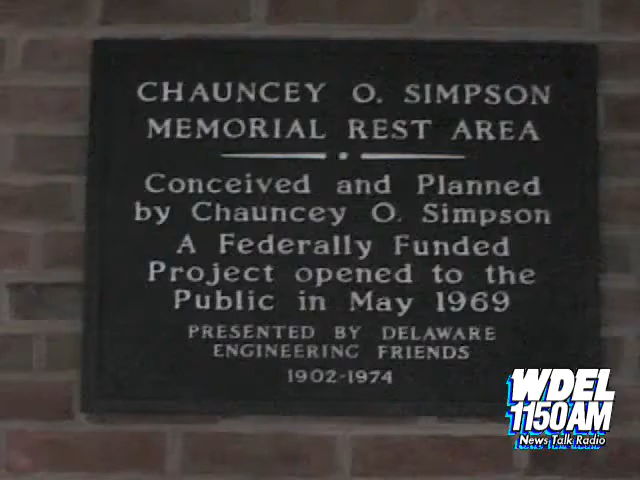 CHAUNCEY O. SIMPSON
MEMORIAL REST AREA
Conceived and Planned
by Chauncey O. Simpson
A Federally Funded
Project opened to the
Public in May 1969
PRESENTED BY DELAWARE
ENGINEERING FRIENDS
1902-1974
WDEL
1150AM
News Talk Radio